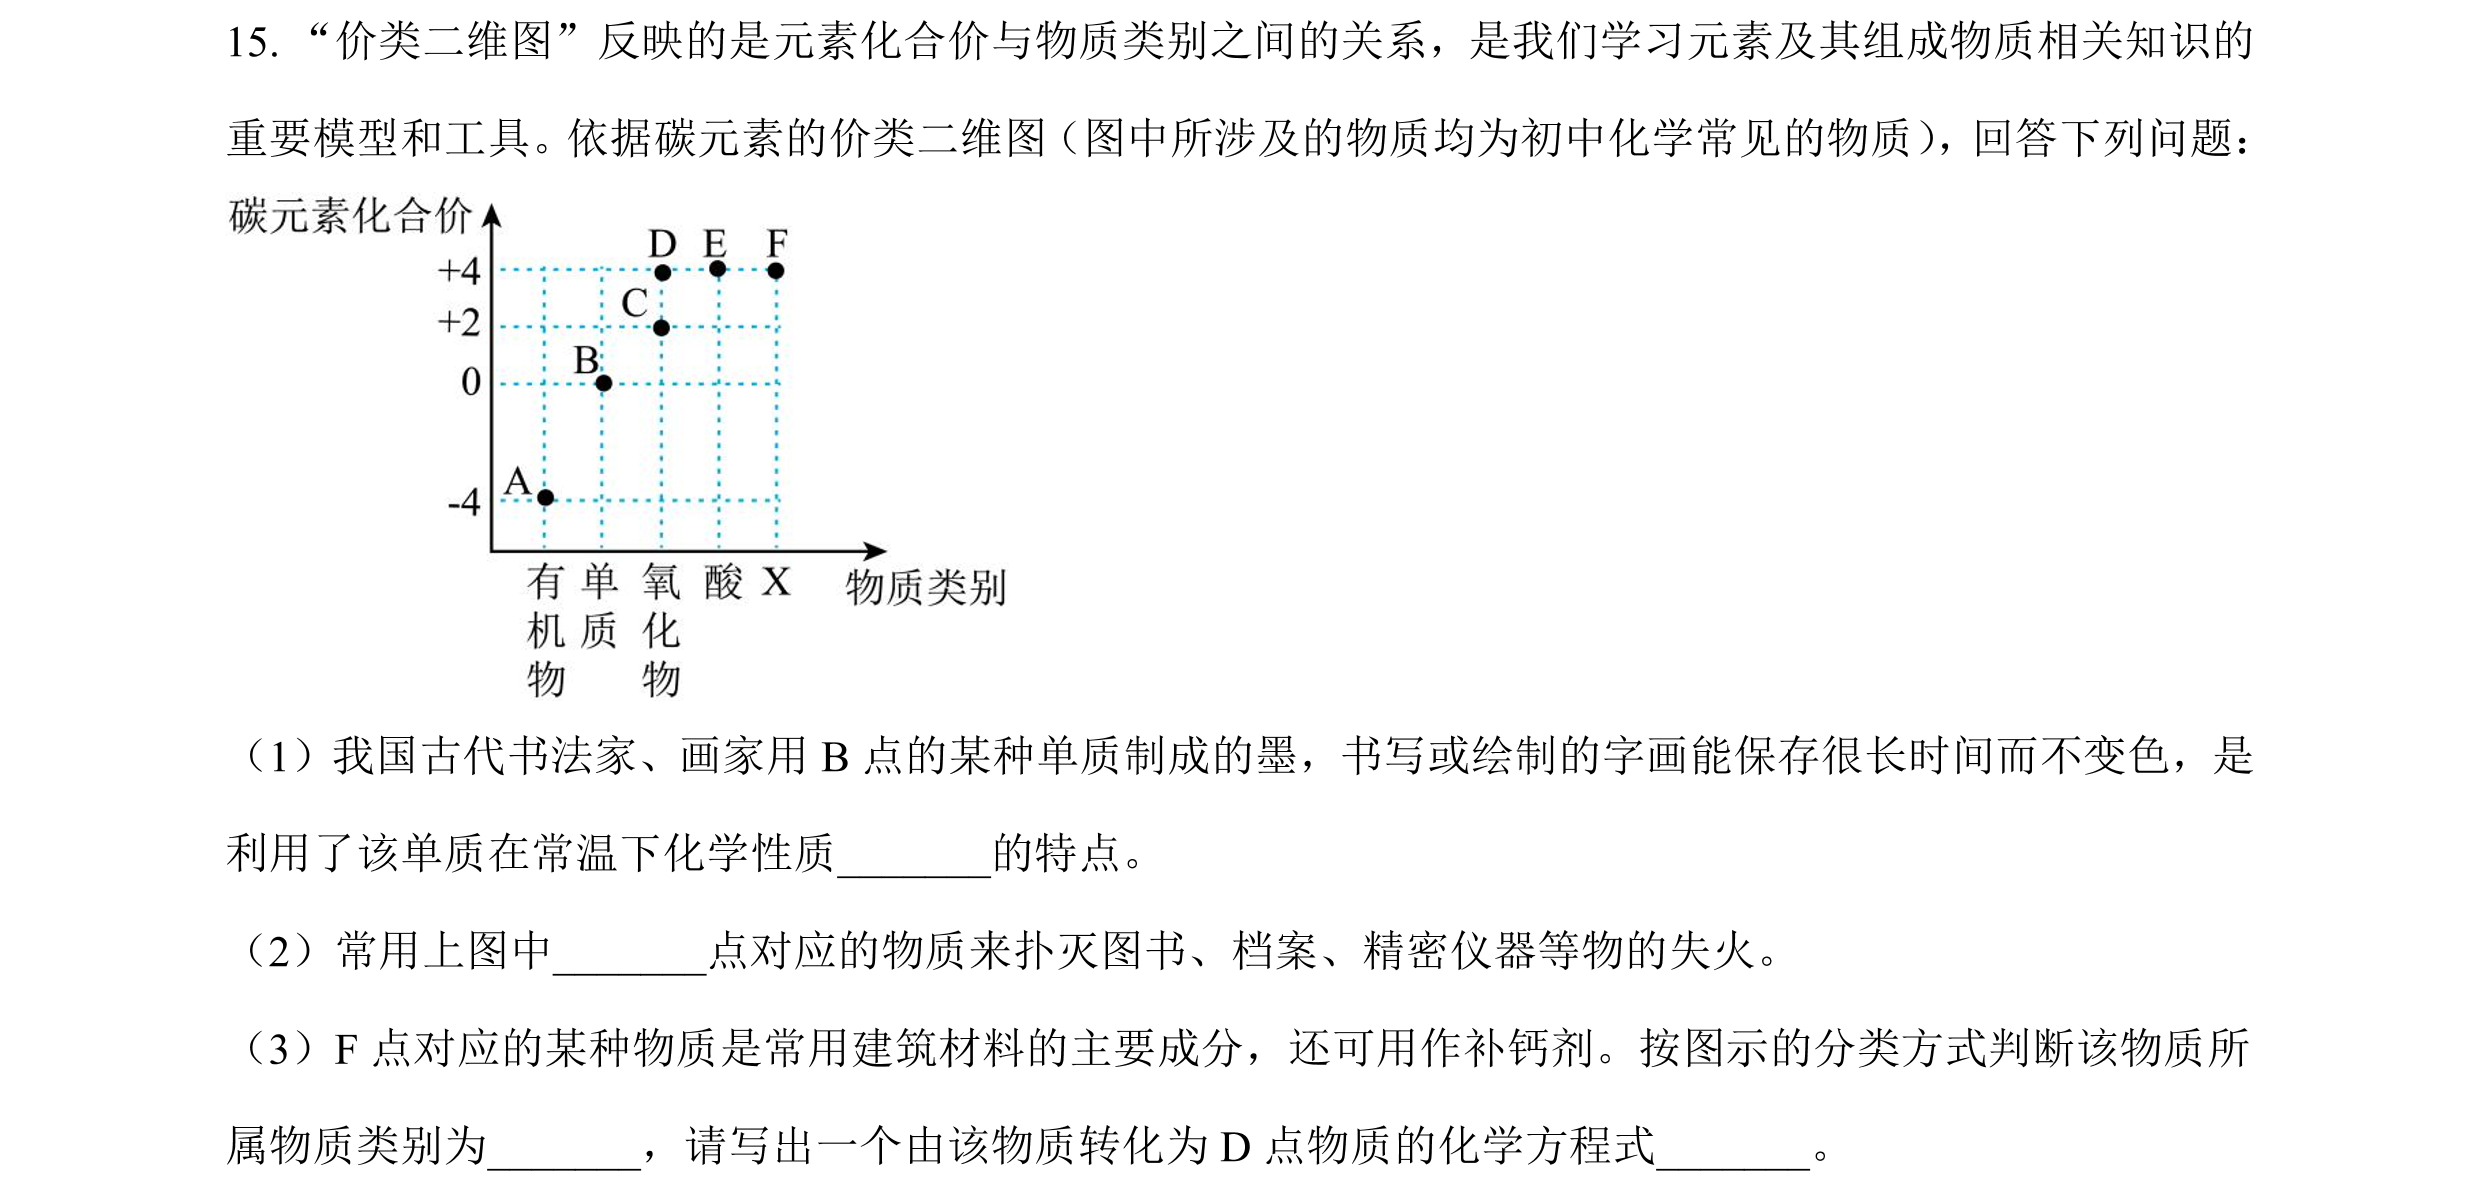 15. “价类二维图”反映的是元素化合价与物质类别之间的关系，是我们学习元素及其组成物质相关知识的
重要模型和工具。依据碳元素的价类二维图（图中所涉及的物质均为初中化学常见的物质），回答下列问题：
碳元素化合价
D E F
+4
C
+2
B
0
A
-4
有机物 单质 氧化物 酸 X 物质类别
（1）我国古代书法家、画家用 B 点的某种单质制成的墨，书写或绘制的字画能保存很长时间而不变色，是
利用了该单质在常温下化学性质_______的特点。
（2）常用上图中_______点对应的物质来扑灭图书、档案、精密仪器等物的失火。
（3）F 点对应的某种物质是常用建筑材料的主要成分，还可用作补钙剂。按图示的分类方式判断该物质所
属物质类别为_______，请写出一个由该物质转化为 D 点物质的化学方程式_______。